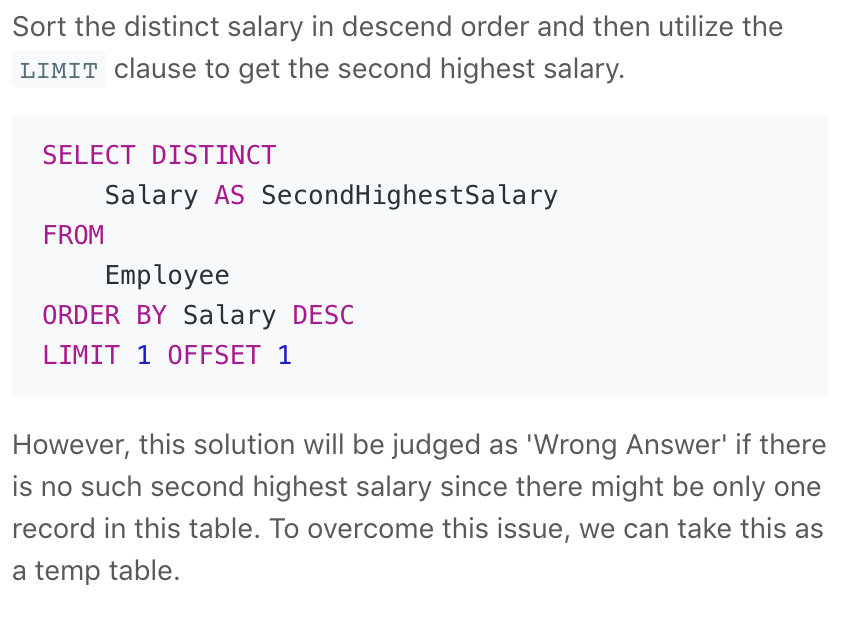 Sort the distinct salary in descend order and then utilize the
LIMIT clause to get the second highest salary.
SELECT DISTINCT
    Salary AS SecondHighestSalary
FROM
    Employee
ORDER BY Salary DESC
LIMIT 1 OFFSET 1
However, this solution will be judged as 'Wrong Answer' if there
is no such second highest salary since there might be only one
record in this table. To overcome this issue, we can take this as
a temp table.